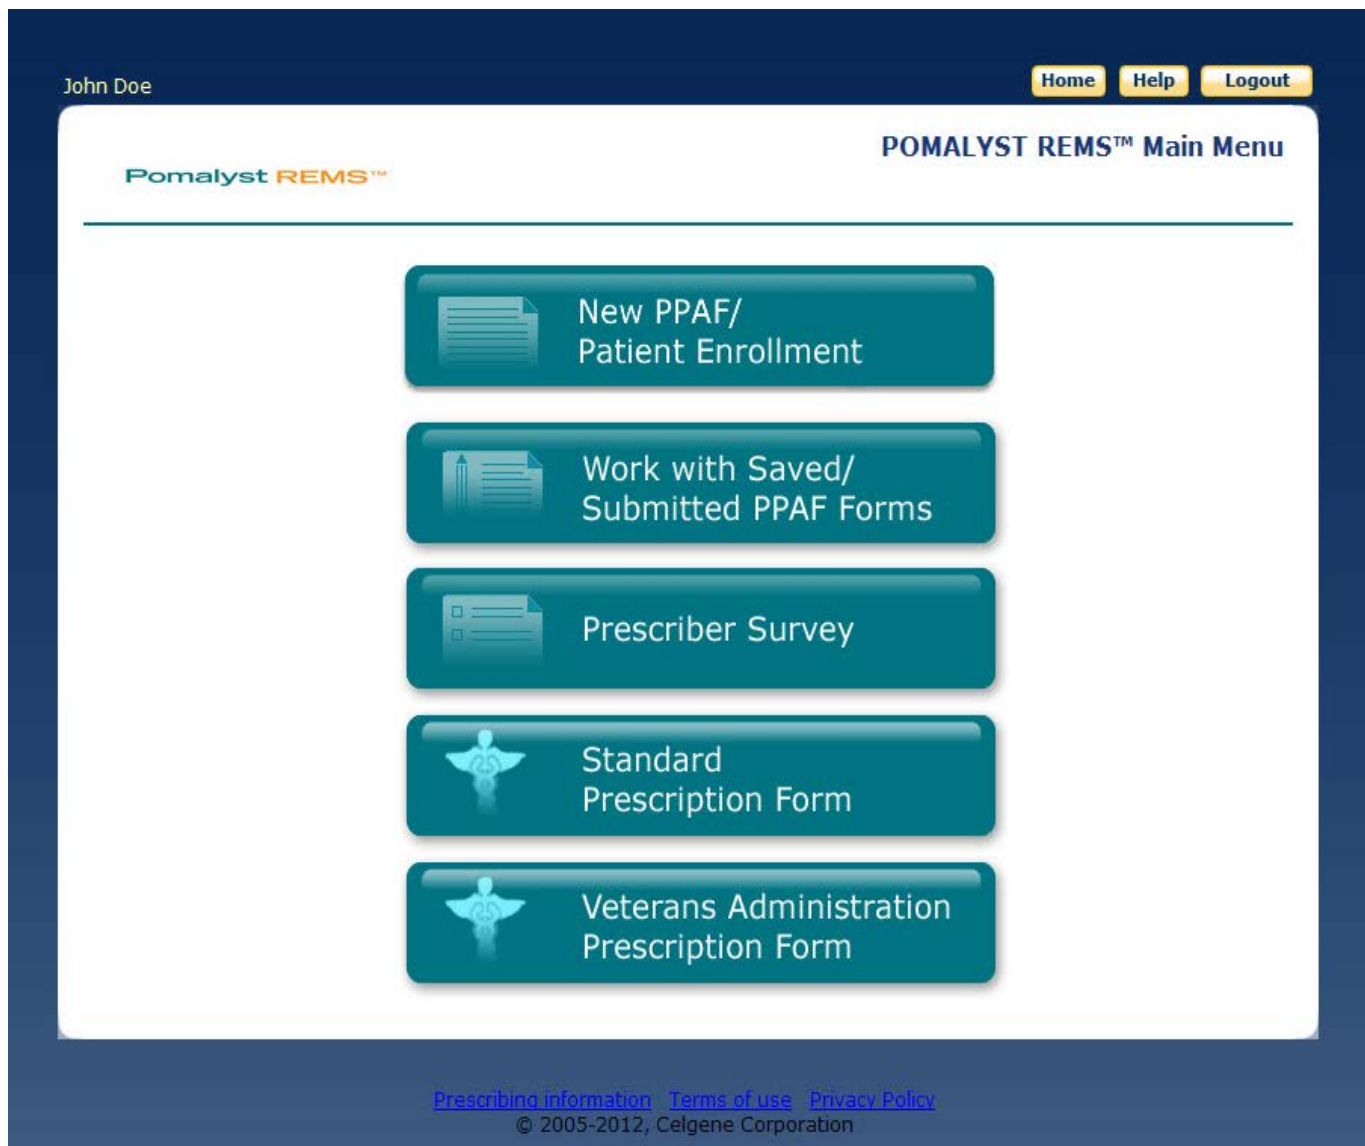 John Doe
Home Help Logout
POMALYST REMS™ Main Menu
Pomalyst REMS™
New PPAF/
Patient Enrollment
Work with Saved/
Submitted PPAF Forms
Prescriber Survey
Standard
Prescription Form
Veterans Administration
Prescription Form
Prescribing information Terms of use Privacy Policy
© 2005-2012, Celgene Corporation